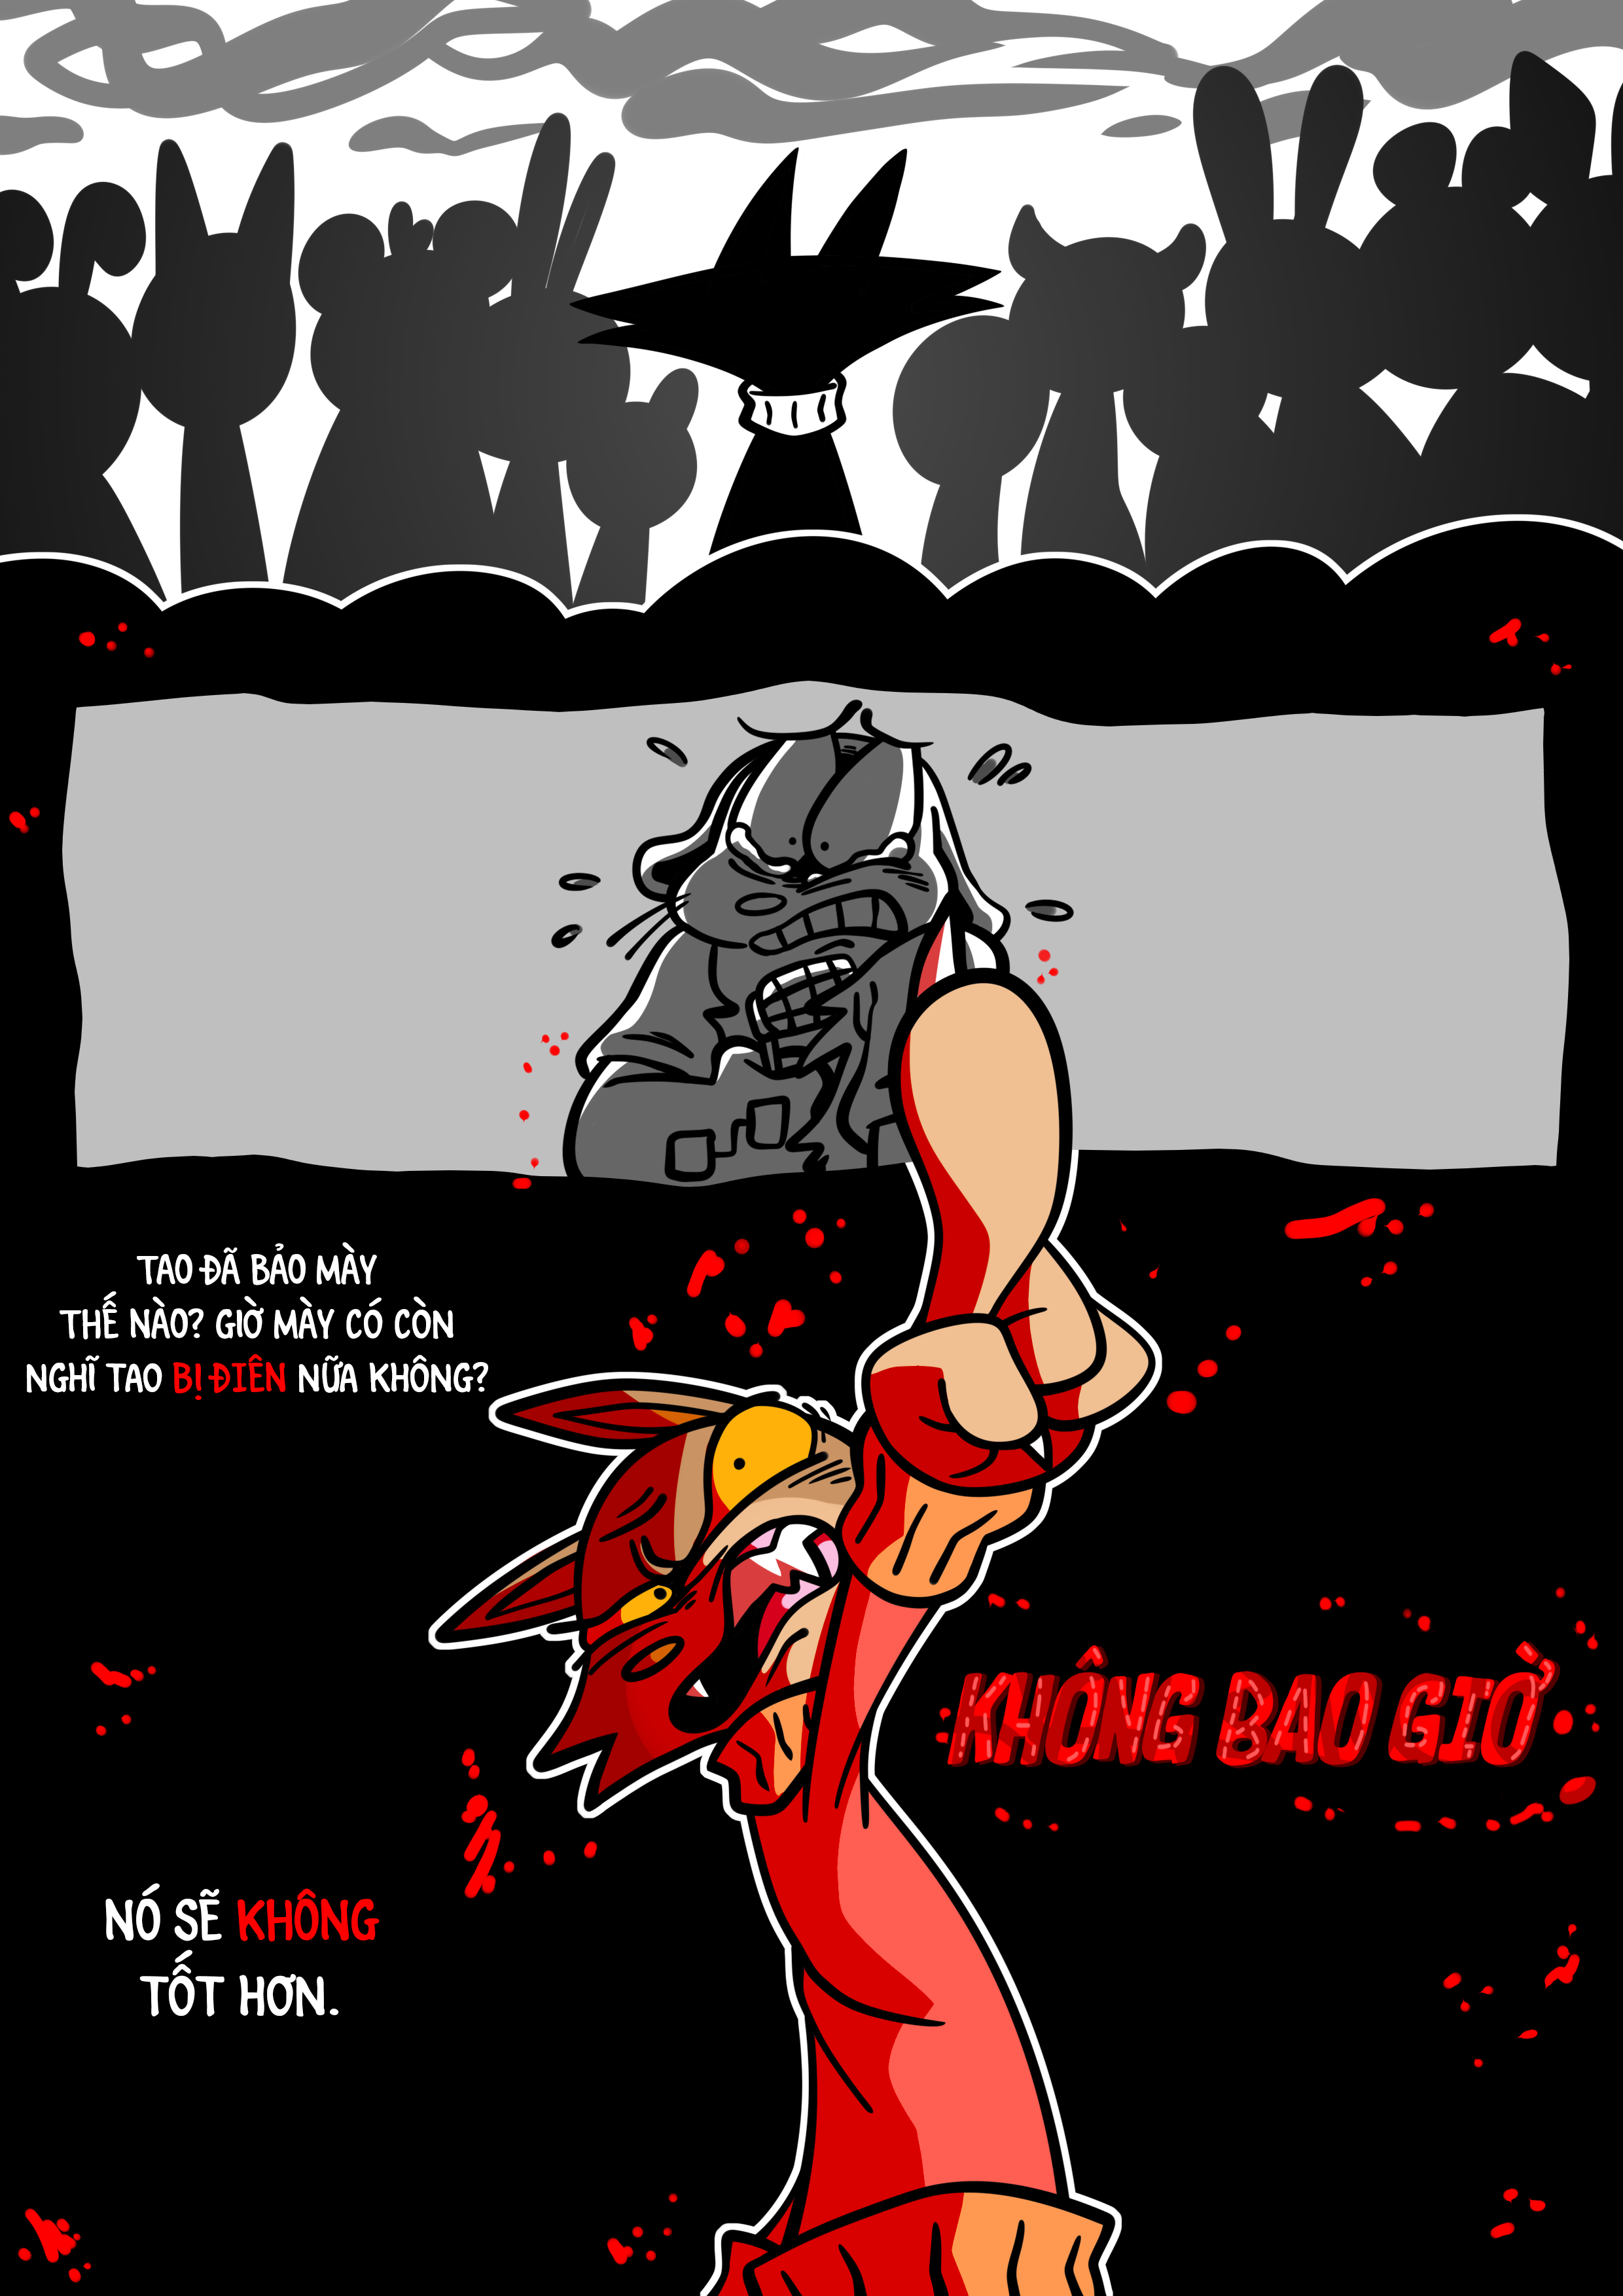 TAO ĐÃ BẢO MÀY
THẾ NÀO? GIỜ MÀY CÓ CÒN
NGHĨ TAO BỊ ĐIÊN NỮA KHÔNG?
KHÔNG BAO GIỜ
NÓ SẼ KHÔNG
TỐT HƠN.